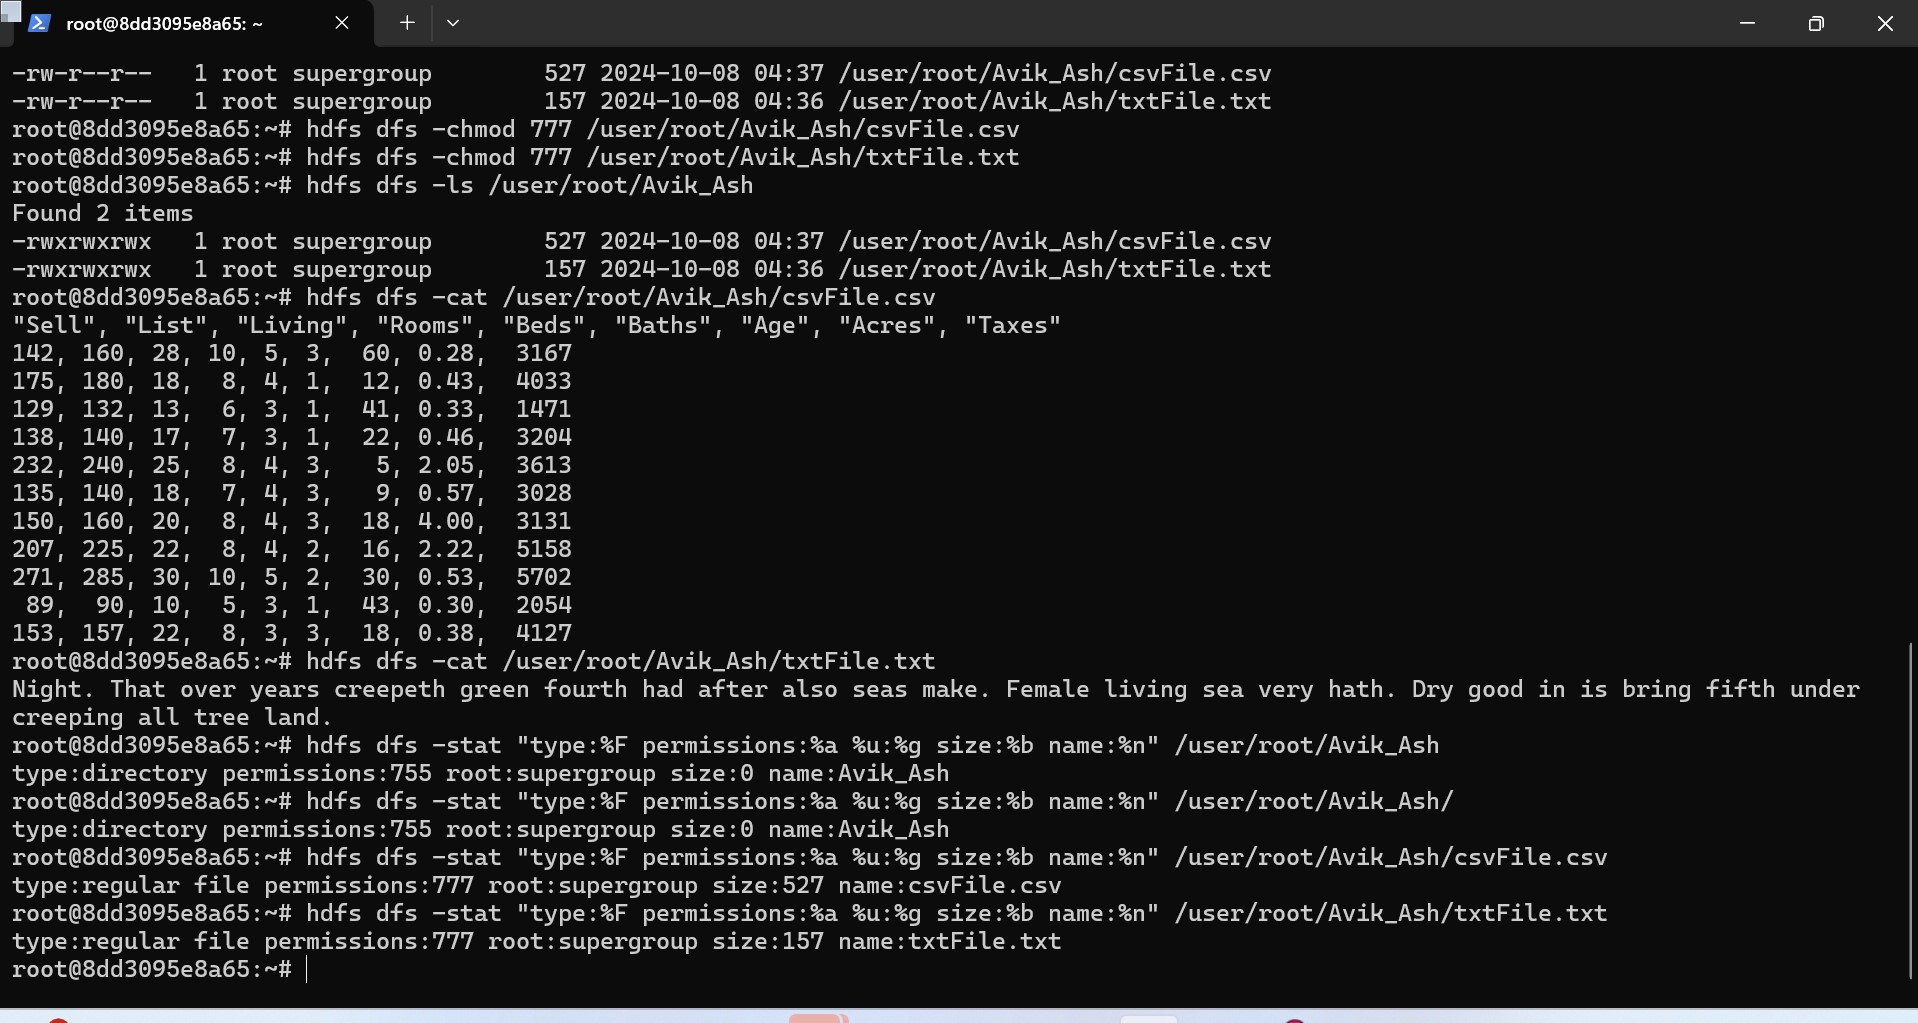 root@8dd3095e8a65: ~
-rw-r--r--   1 root supergroup        527 2024-10-08 04:37 /user/root/Avik_Ash/csvFile.csv
-rw-r--r--   1 root supergroup        157 2024-10-08 04:36 /user/root/Avik_Ash/txtFile.txt
root@8dd3095e8a65:~# hdfs dfs -chmod 777 /user/root/Avik_Ash/csvFile.csv
root@8dd3095e8a65:~# hdfs dfs -chmod 777 /user/root/Avik_Ash/txtFile.txt
root@8dd3095e8a65:~# hdfs dfs -ls /user/root/Avik_Ash
Found 2 items
-rwxrwxrwx   1 root supergroup        527 2024-10-08 04:37 /user/root/Avik_Ash/csvFile.csv
-rwxrwxrwx   1 root supergroup        157 2024-10-08 04:36 /user/root/Avik_Ash/txtFile.txt
root@8dd3095e8a65:~# hdfs dfs -cat /user/root/Avik_Ash/csvFile.csv
"Sell", "List", "Living", "Rooms", "Beds", "Baths", "Age", "Acres", "Taxes"
142, 160, 28, 10, 5, 3,  60, 0.28,  3167
175, 180, 18,  8, 4, 1,  12, 0.43,  4033
129, 132, 13,  6, 3, 1,  41, 0.33,  1471
138, 140, 17,  7, 3, 1,  22, 0.46,  3204
232, 240, 25,  8, 4, 3,   5, 2.05,  3613
135, 140, 18,  7, 4, 3,   9, 0.57,  3028
150, 160, 20,  8, 4, 3,  18, 4.00,  3131
207, 225, 22,  8, 4, 2,  16, 2.22,  5158
271, 285, 30, 10, 5, 2,  30, 0.53,  5702
 89,  90, 10,  5, 3, 1,  43, 0.30,  2054
153, 157, 22,  8, 3, 3,  18, 0.38,  4127
root@8dd3095e8a65:~# hdfs dfs -cat /user/root/Avik_Ash/txtFile.txt
Night. That over years creepeth green fourth had after also seas make. Female living sea very hath. Dry good in is bring fifth under
creeping all tree land.
root@8dd3095e8a65:~# hdfs dfs -stat "type:%F permissions:%a %u:%g size:%b name:%n" /user/root/Avik_Ash
type:directory permissions:755 root:supergroup size:0 name:Avik_Ash
root@8dd3095e8a65:~# hdfs dfs -stat "type:%F permissions:%a %u:%g size:%b name:%n" /user/root/Avik_Ash/
type:directory permissions:755 root:supergroup size:0 name:Avik_Ash
root@8dd3095e8a65:~# hdfs dfs -stat "type:%F permissions:%a %u:%g size:%b name:%n" /user/root/Avik_Ash/csvFile.csv
type:regular file permissions:777 root:supergroup size:527 name:csvFile.csv
root@8dd3095e8a65:~# hdfs dfs -stat "type:%F permissions:%a %u:%g size:%b name:%n" /user/root/Avik_Ash/txtFile.txt
type:regular file permissions:777 root:supergroup size:157 name:txtFile.txt
root@8dd3095e8a65:~#